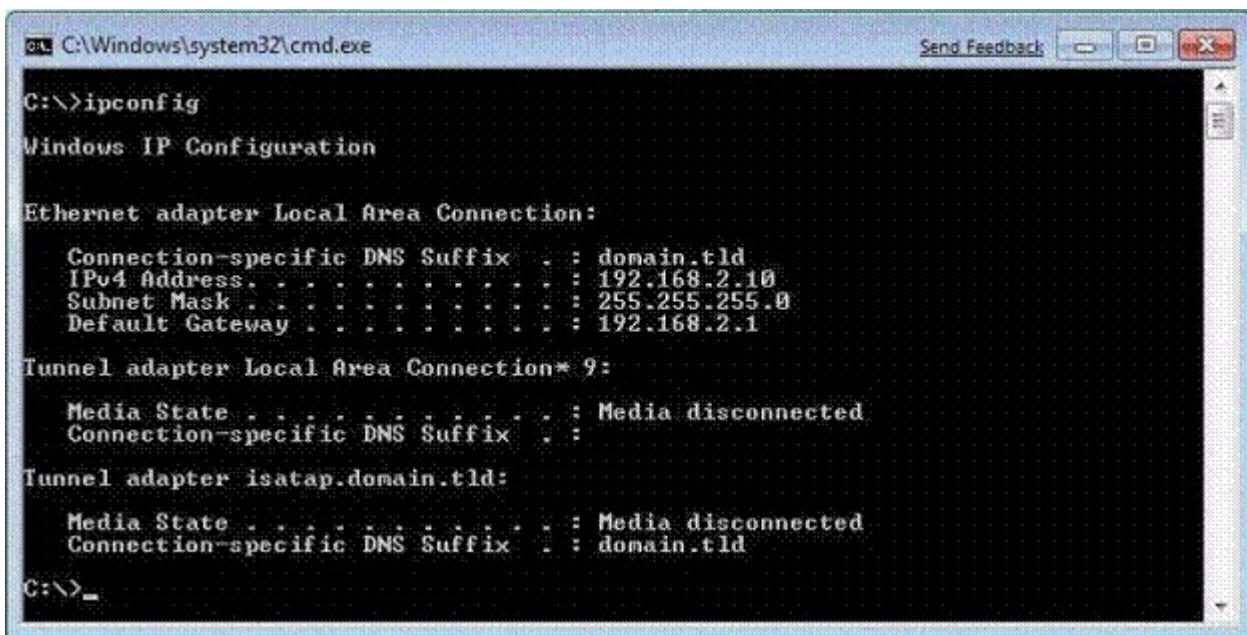 C:\Windows\system32\cmd.exe
Send Feedback
C:\>ipconfig
Windows IP Configuration
Ethernet adapter Local Area Connection:
Connection-specific DNS Suffix . : domain.tld
IPv4 Address. . . . . . . . . . . : 192.168.2.10
Subnet Mask . . . . . . . . . . . : 255.255.255.0
Default Gateway . . . . . . . . . : 192.168.2.1
Tunnel adapter Local Area Connection* 9:
Media State . . . . . . . . . . . : Media disconnected
Connection-specific DNS Suffix . :
Tunnel adapter isatap.domain.tld:
Media State . . . . . . . . . . . : Media disconnected
Connection-specific DNS Suffix . : domain.tld
C:\>_